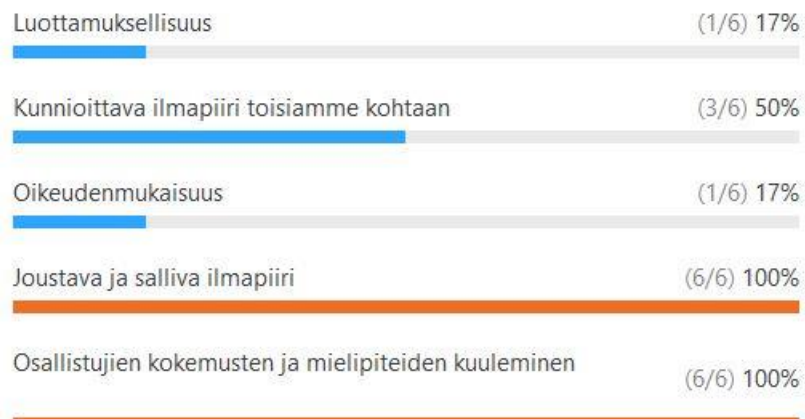 Luottamuksellisuus (1/6) 17%
Kunnioittava ilmapiiri toisiamme kohtaan (3/6) 50%
Oikeudenmukaisuus (1/6) 17%
Joustava ja salliva ilmapiiri (6/6) 100%
Osallistujien kokemusten ja mielipiteiden kuuleminen (6/6) 100%